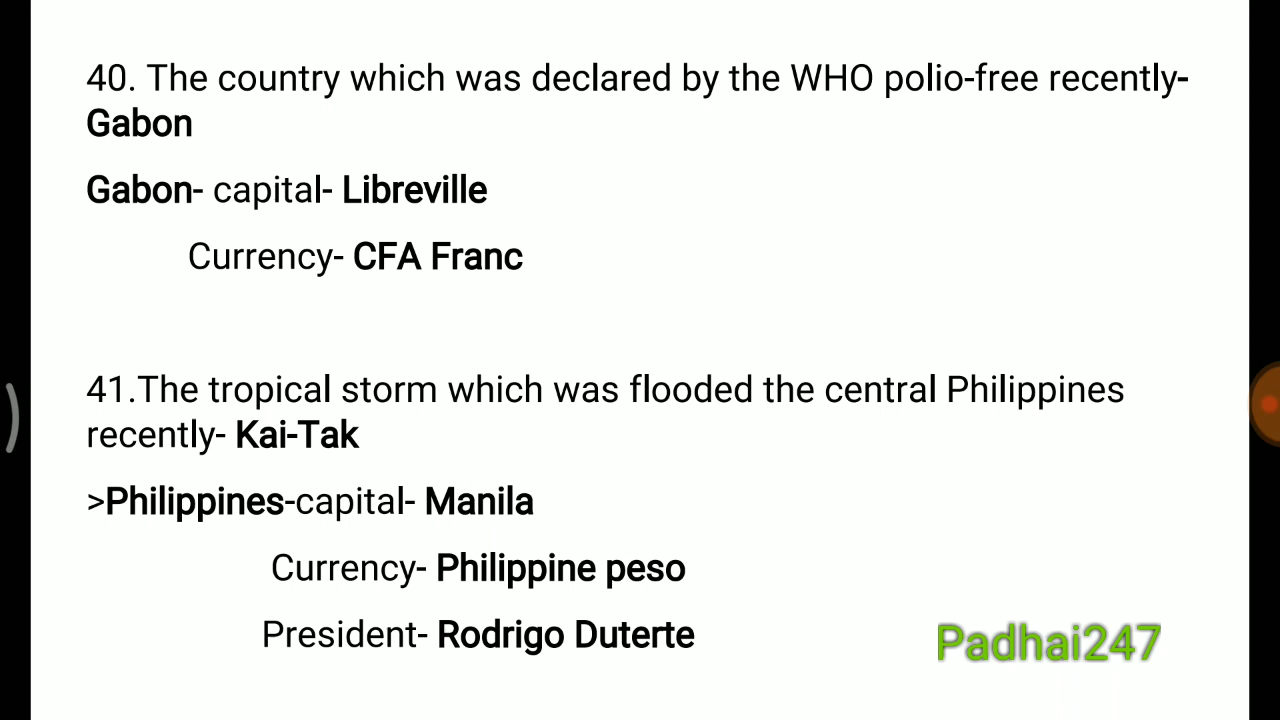 40. The country which was declared by the WHO polio-free recently-
Gabon
Gabon- capital- Libreville
Currency- CFA Franc
41.The tropical storm which was flooded the central Philippines
recently- Kai-Tak
>Philippines-capital- Manila
Currency- Philippine peso
President- Rodrigo Duterte
Padhai247